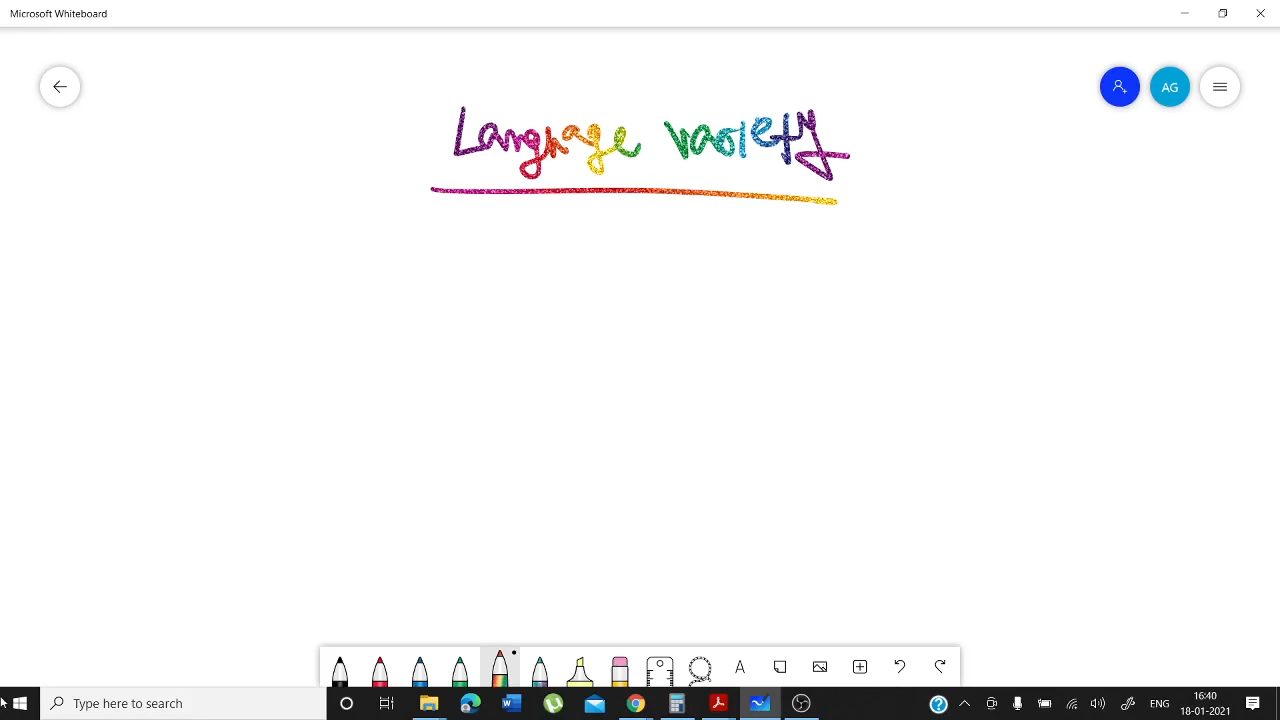 Microsoft Whiteboard
AG
Language variety
A
Type here to search
ENG
16:40
18-01-2021